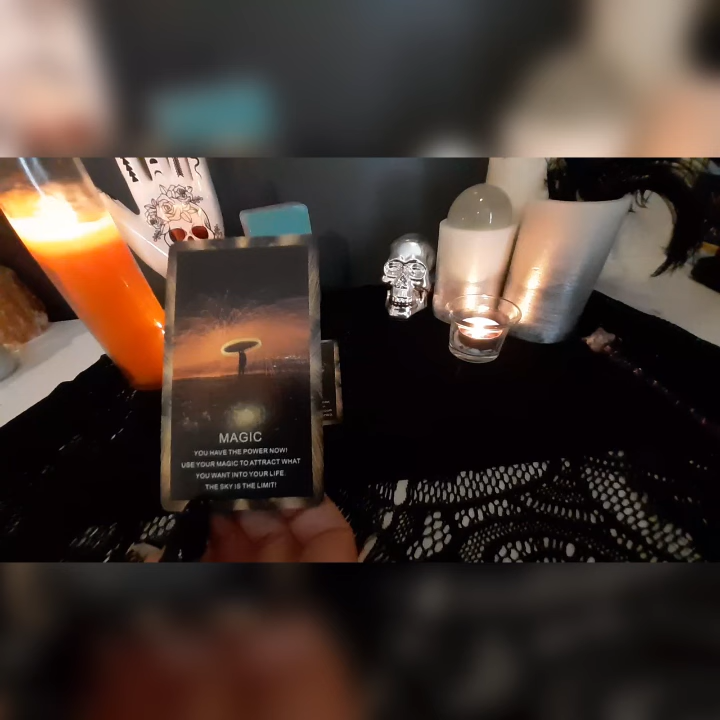 MAGIC
YOU HAVE THE POWER NOW!
USE YOUR MAGIC TO ATTRACT WHAT
YOU WANT INTO YOUR LIFE.
THE SKY IS THE LIMIT!